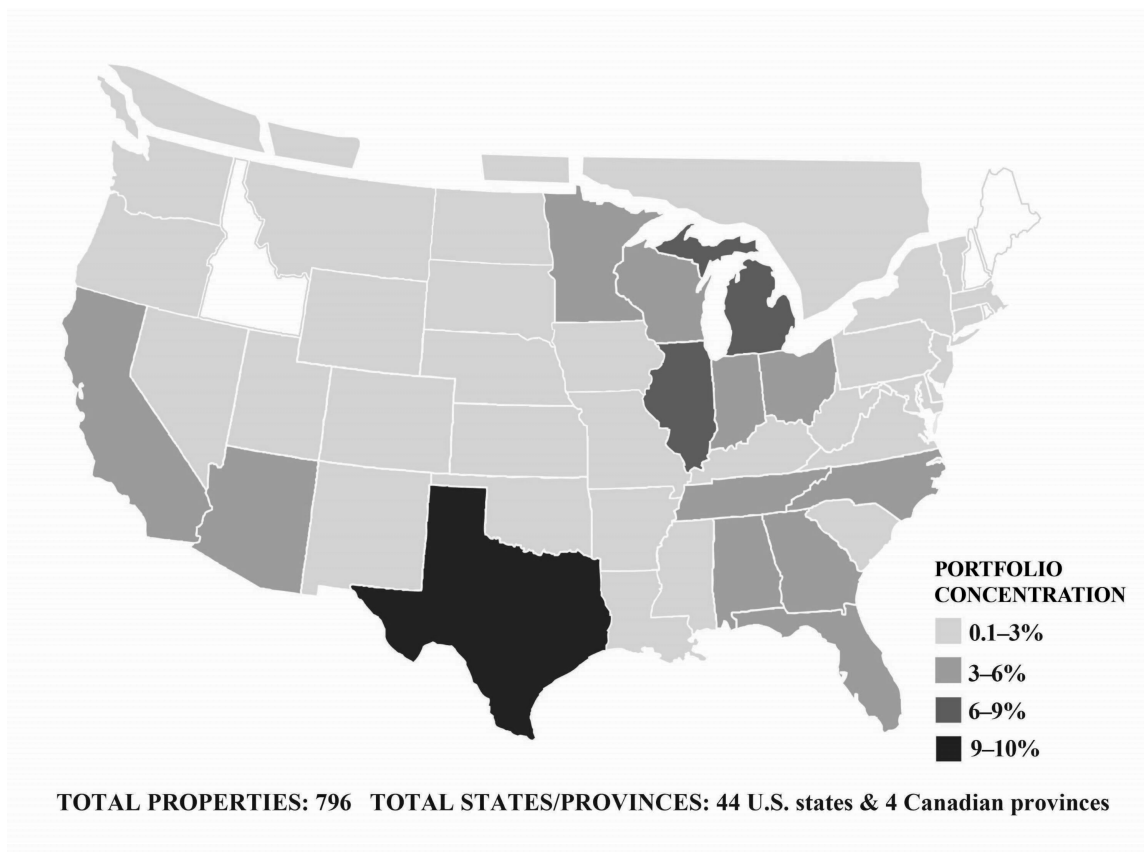 PORTFOLIO
CONCENTRATION
0.1–3%
3–6%
6–9%
9–10%
TOTAL PROPERTIES: 796 TOTAL STATES/PROVINCES: 44 U.S. states & 4 Canadian provinces